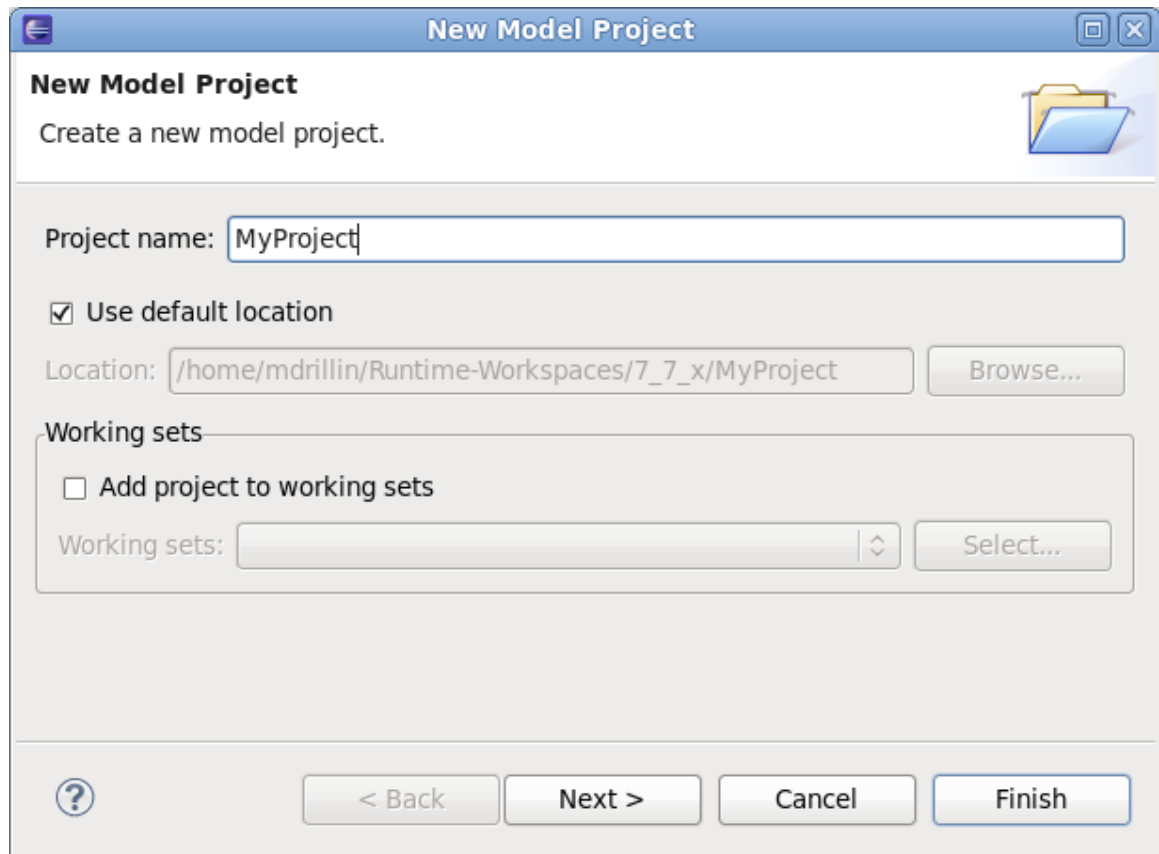 New Model Project
New Model Project
Create a new model project.
Project name: MyProject
Use default location
Location: /home/mdrillin/Runtime-Workspaces/7_7_x/MyProject Browse...
Working sets
Add project to working sets
Working sets: Select...
? < Back Next > Cancel Finish